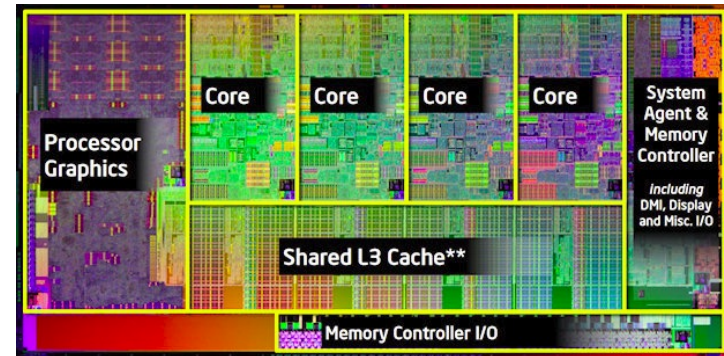 Processor
Graphics
Core
Core
Core
Core
System
Agent &
Memory
Controller
including
DMI, Display
and Misc. I/O
Shared L3 Cache**
Memory Controller I/O